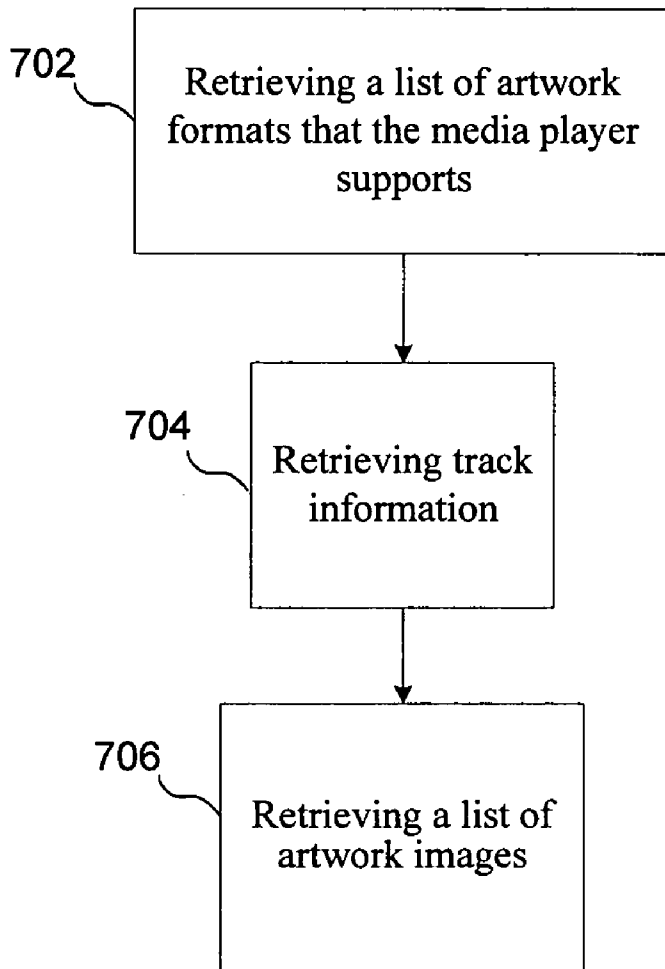 702
Retrieving a list of artwork
formats that the media player
supports
704
Retrieving track
information
706
Retrieving a list of
artwork images